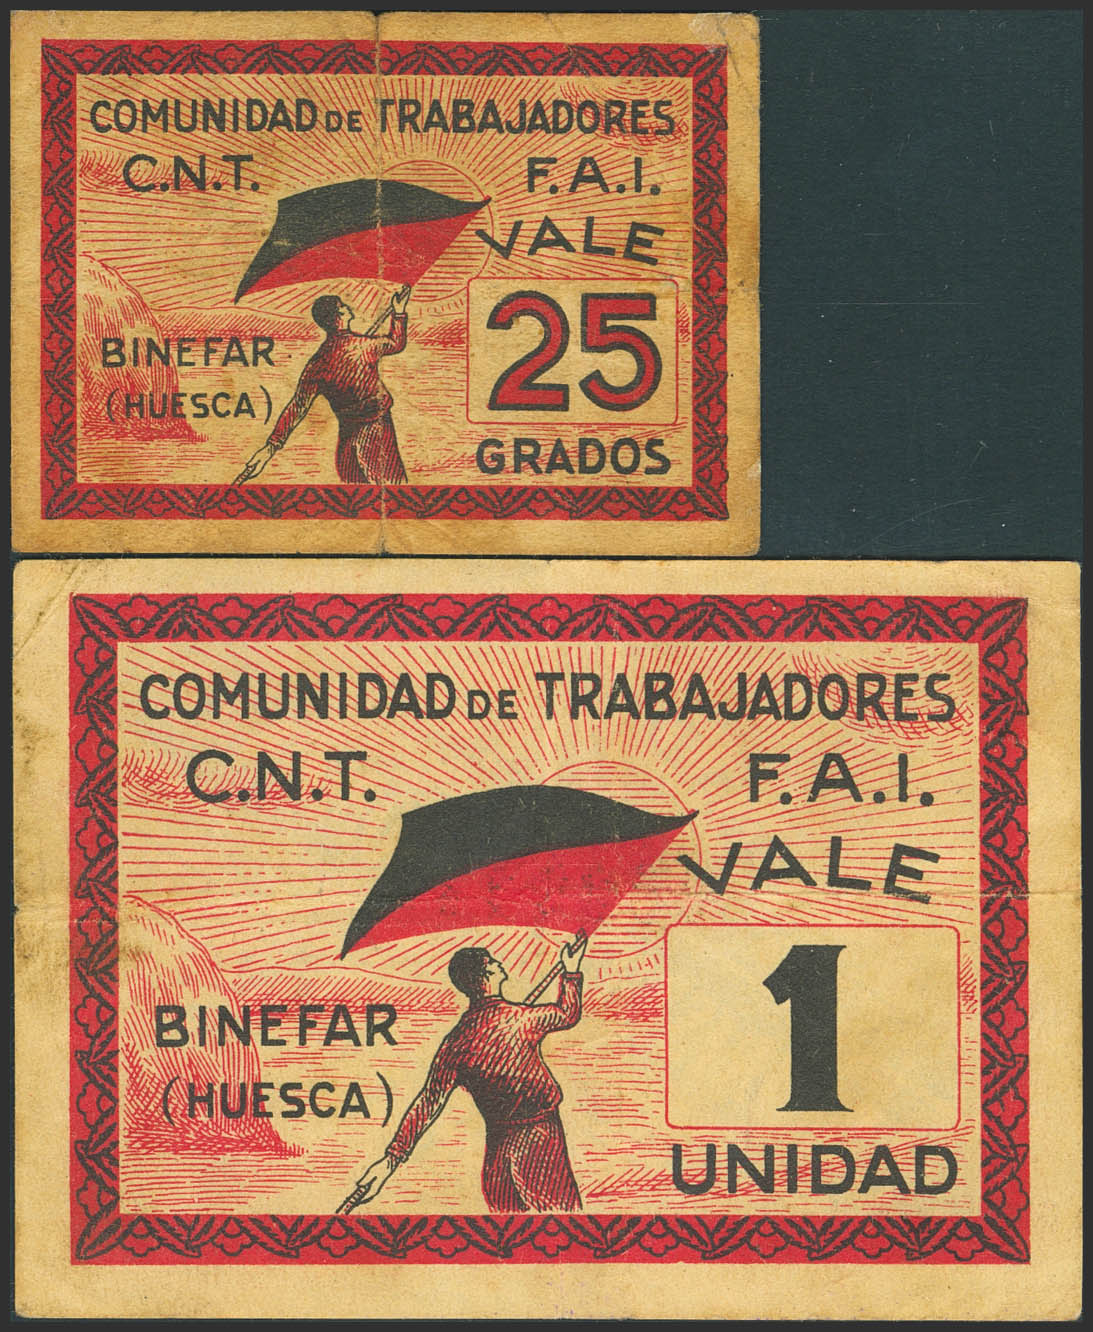 COMUNIDAD DE TRABAJADORES
C.N.T. F.A.I.
VALE
25
GRADOS
BINEFAR
(HUESCA)
COMUNIDAD DE TRABAJADORES
C.N.T. F.A.I.
VALE
1
UNIDAD
BINEFAR
(HUESCA)